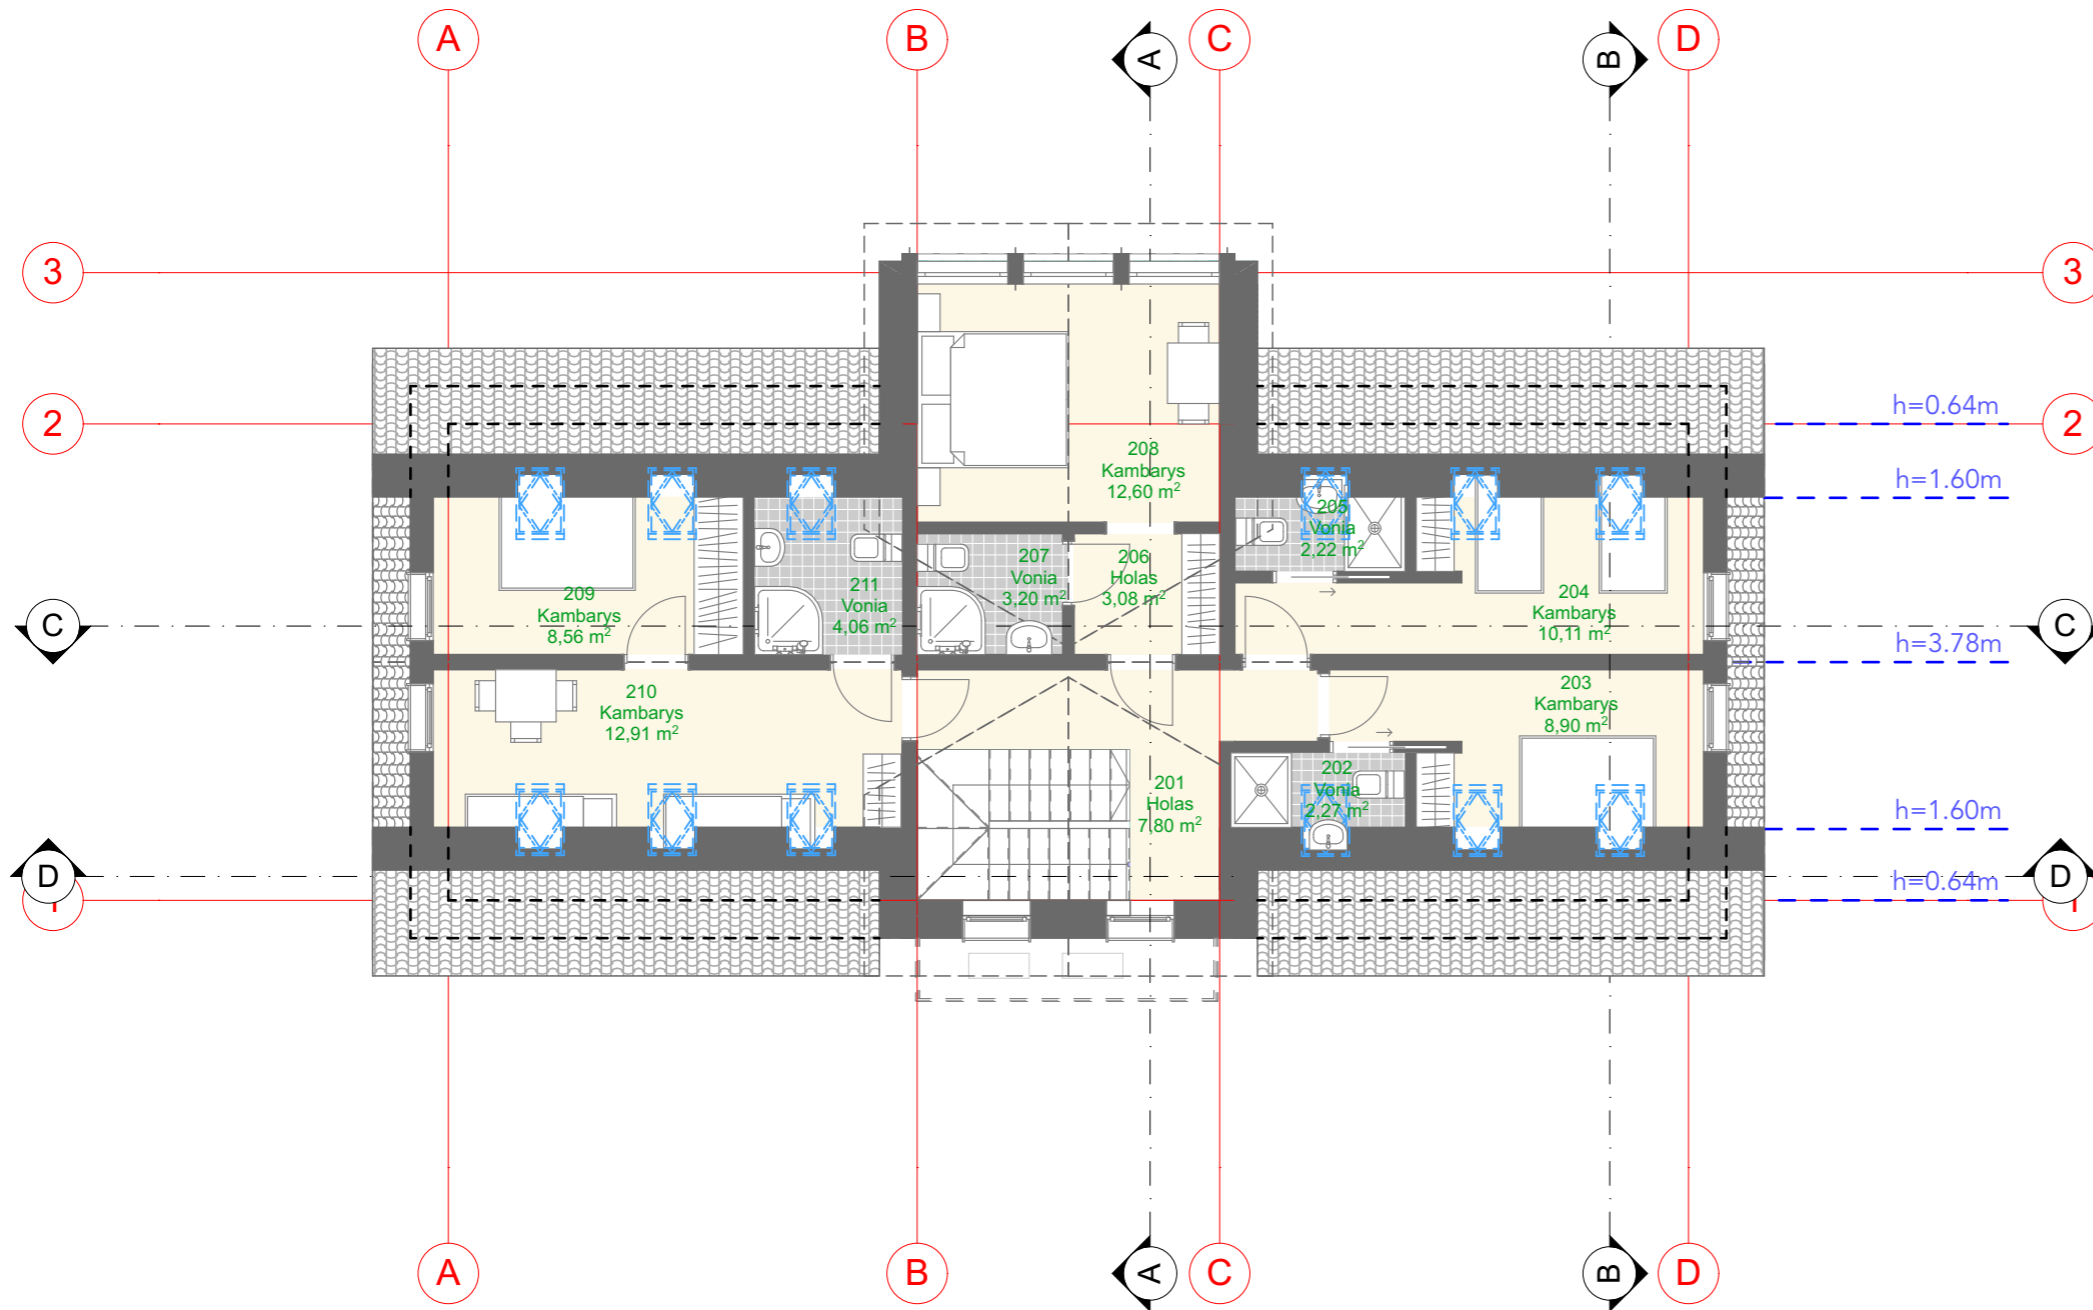 A
B
A
C
B
D
3
3
2
h=0.64m
2
h=1.60m
208
Kambarys
12,60 m²
205
Vonia
2,22 m²
207
Vonia
3,20 m²
206
Holas
3,08 m²
211
Vonia
4,06 m²
209
Kambarys
8,56 m²
204
Kambarys
10,11 m²
C
C
h=3.78m
210
Kambarys
12,91 m²
203
Kambarys
8,90 m²
201
Holas
7,80 m²
202
Vonia
2,27 m²
h=1.60m
D
D
h=0.64m
1
1
A
B
A
C
B
D